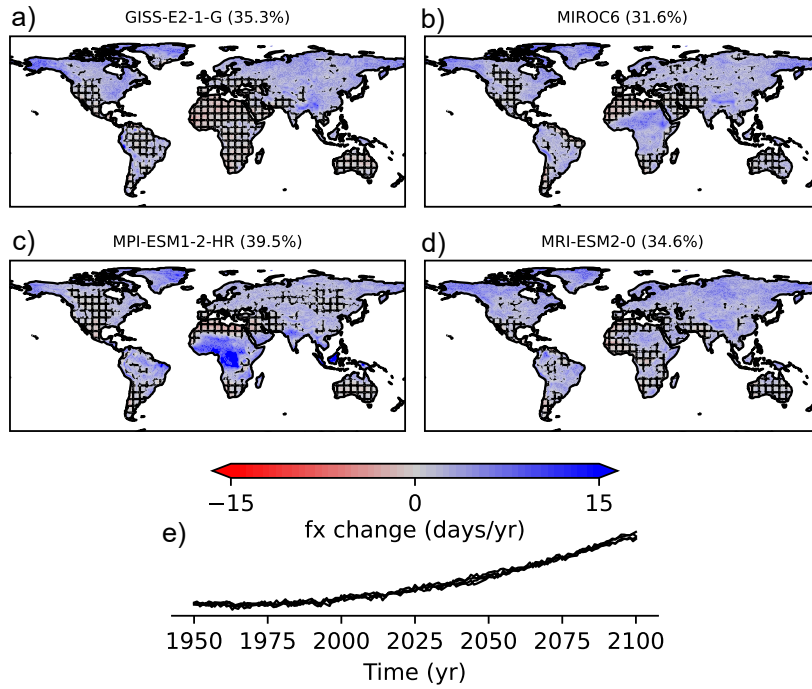 a)
GISS-E2-1-G (35.3%)
b)
MIROC6 (31.6%)
c)
MPI-ESM1-2-HR (39.5%)
d)
MRI-ESM2-0 (34.6%)
−15 0 15
fx change (days/yr)
e)
1950 1975 2000 2025 2050 2075 2100
Time (yr)